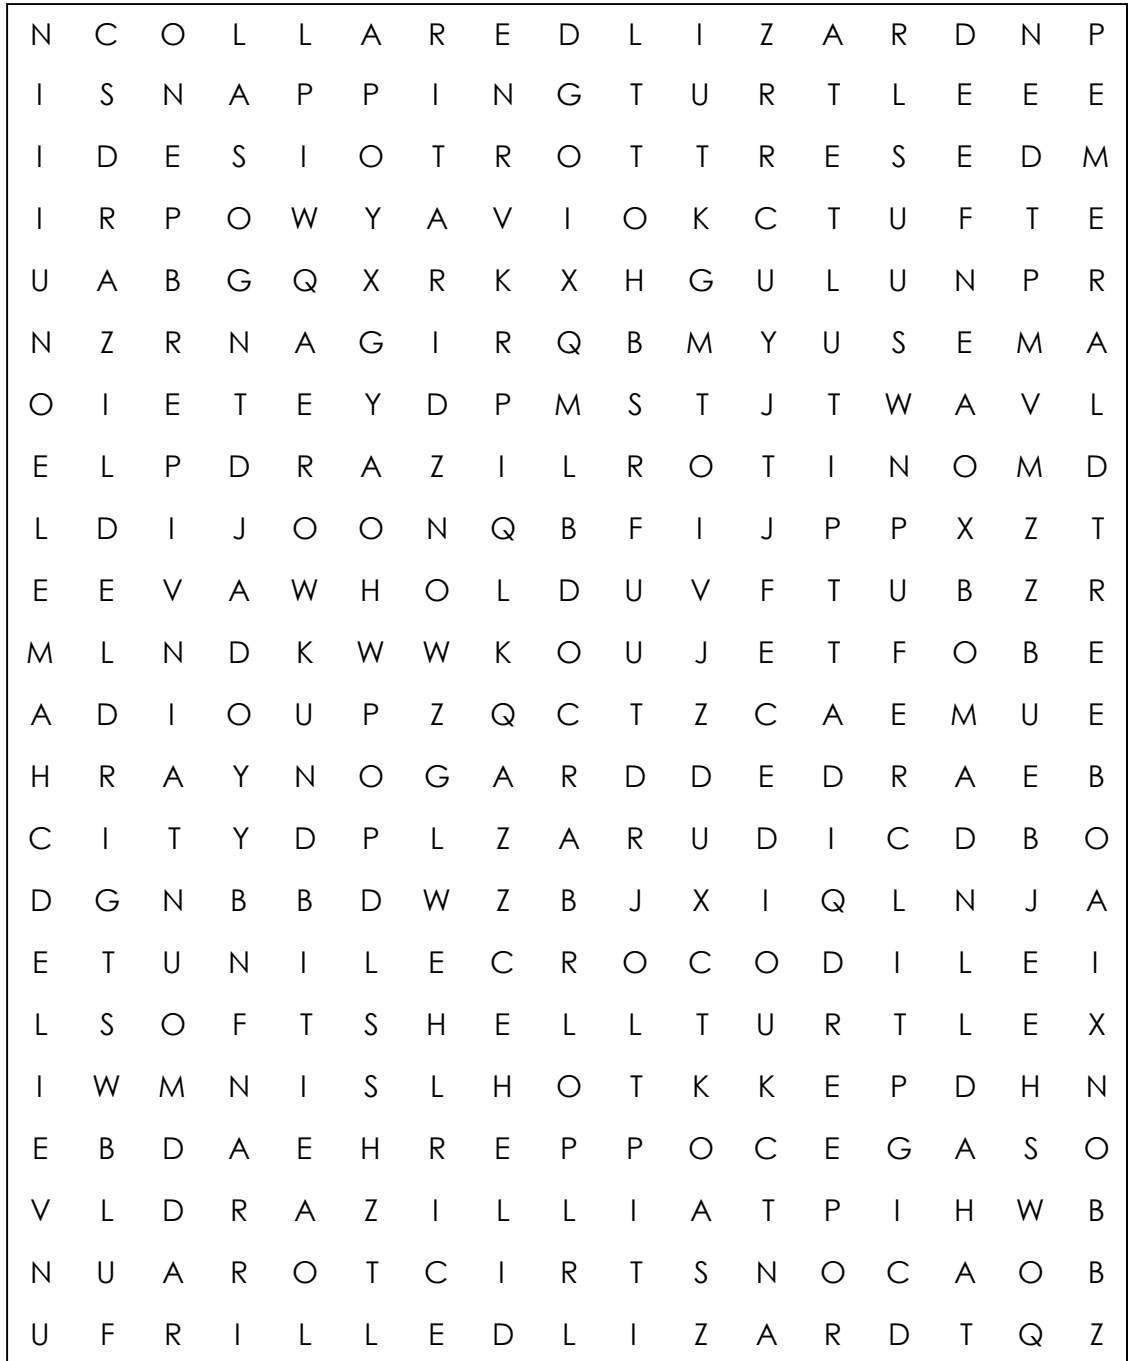 N C O L L A R E D L I Z A R D N P
I S N A P P I N G T U R T L E E E
I D E S I O T R O T T R E S E D M
I R P O W Y A V I O K C T U F T E
U A B G Q X R K X H G U L U N P R
N Z R N A G I R Q B M Y U S E M A
O I E T E Y D P M S T J T W A V L
E L P D R A Z I L R O T I N O M D
L D I J O O N Q B F I J P P X Z T
E E V A W H O L D U V F T U B Z R
M L N D K W W K O U J E T F O B E
A D I O U P Z Q C T Z C A E M U E
H R A Y N O G A R D D E D R A E B
C I T Y D P L Z A R U D I C D B O
D G N B B D W Z B J X I Q L N J A
E T U N I L E C R O C O D I L E I
L S O F T S H E L L T U R T L E X
I W M N I S L H O T K K E P D H N
E B D A E H R E P P O C E G A S O
V L D R A Z I L L I A T P I H W B
N U A R O T C I R T S N O C A O B
U F R I L L E D L I Z A R D T Q Z